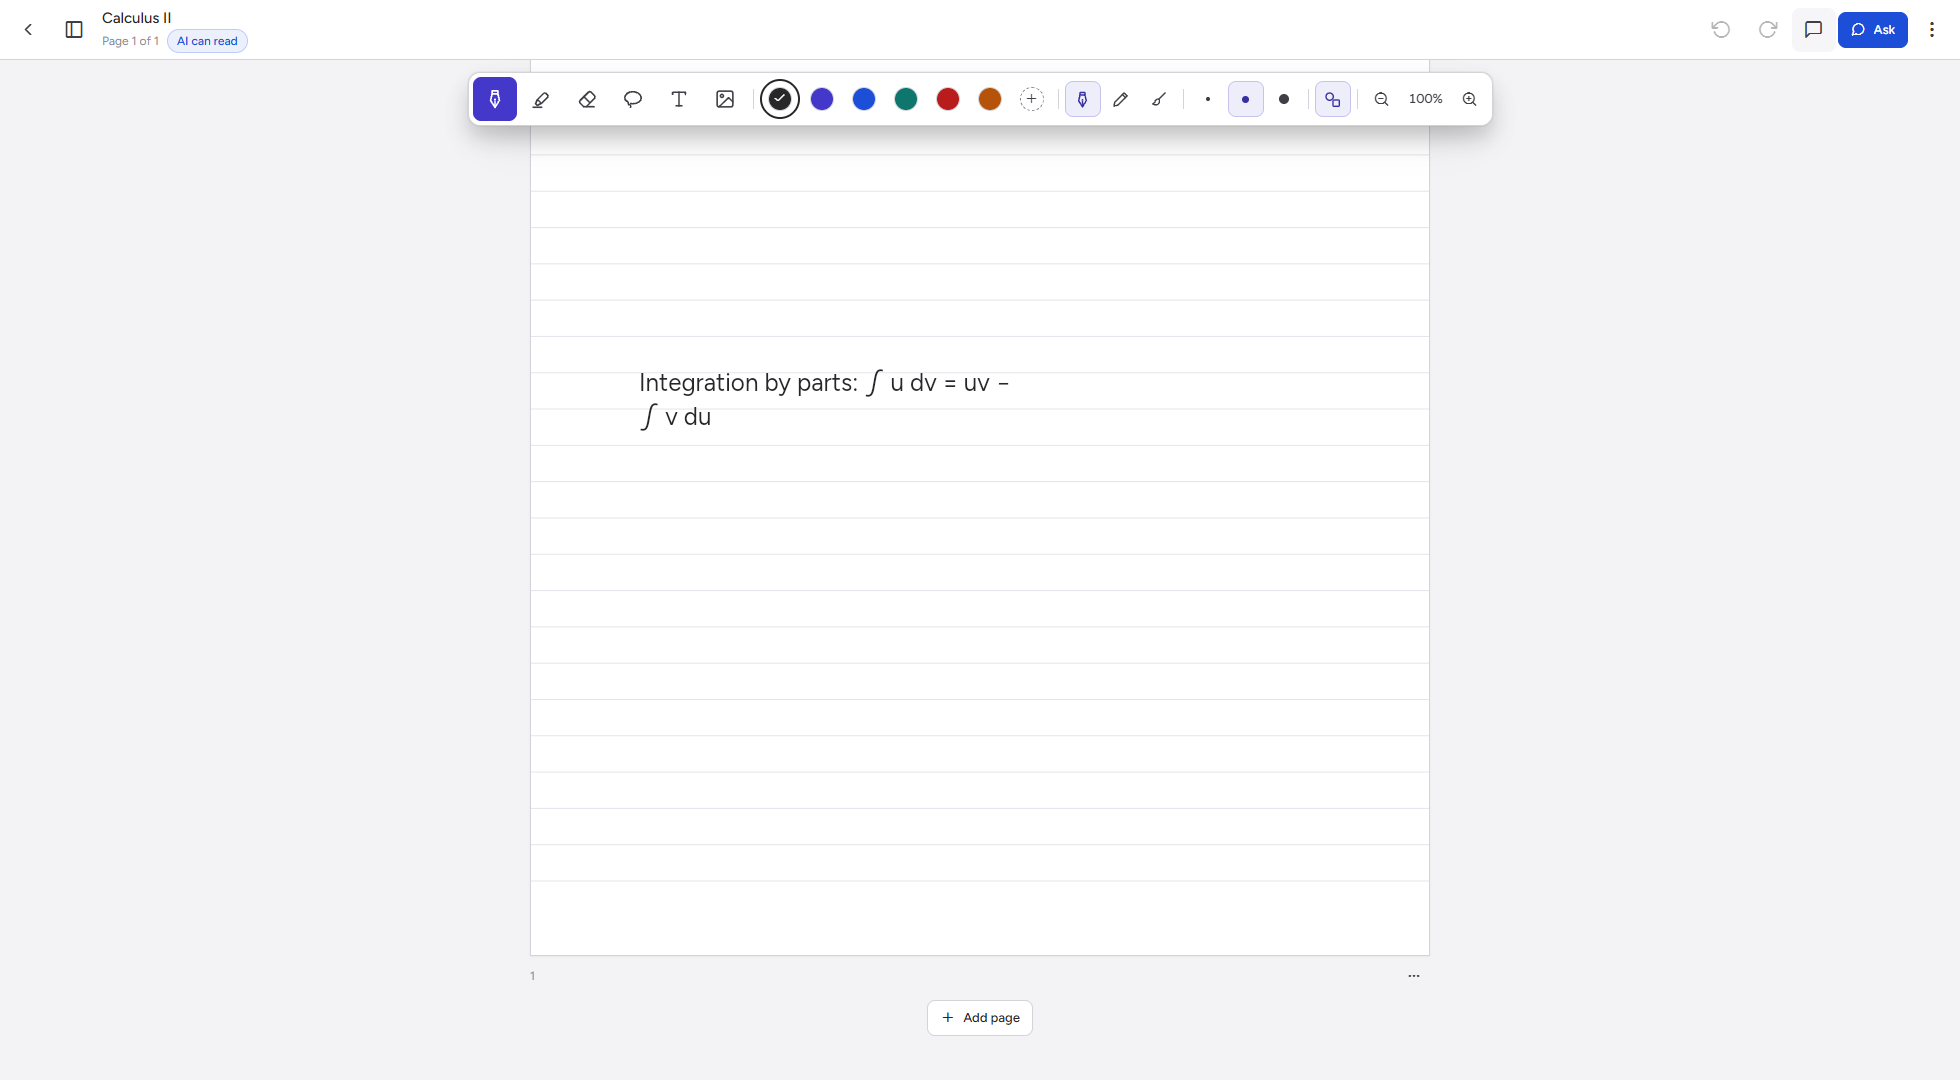 Calculus II
Page 1 of 1 AI can read
Ask
100%
Integration by parts: ∫ u dv = uv −
∫ v du
1
Add page